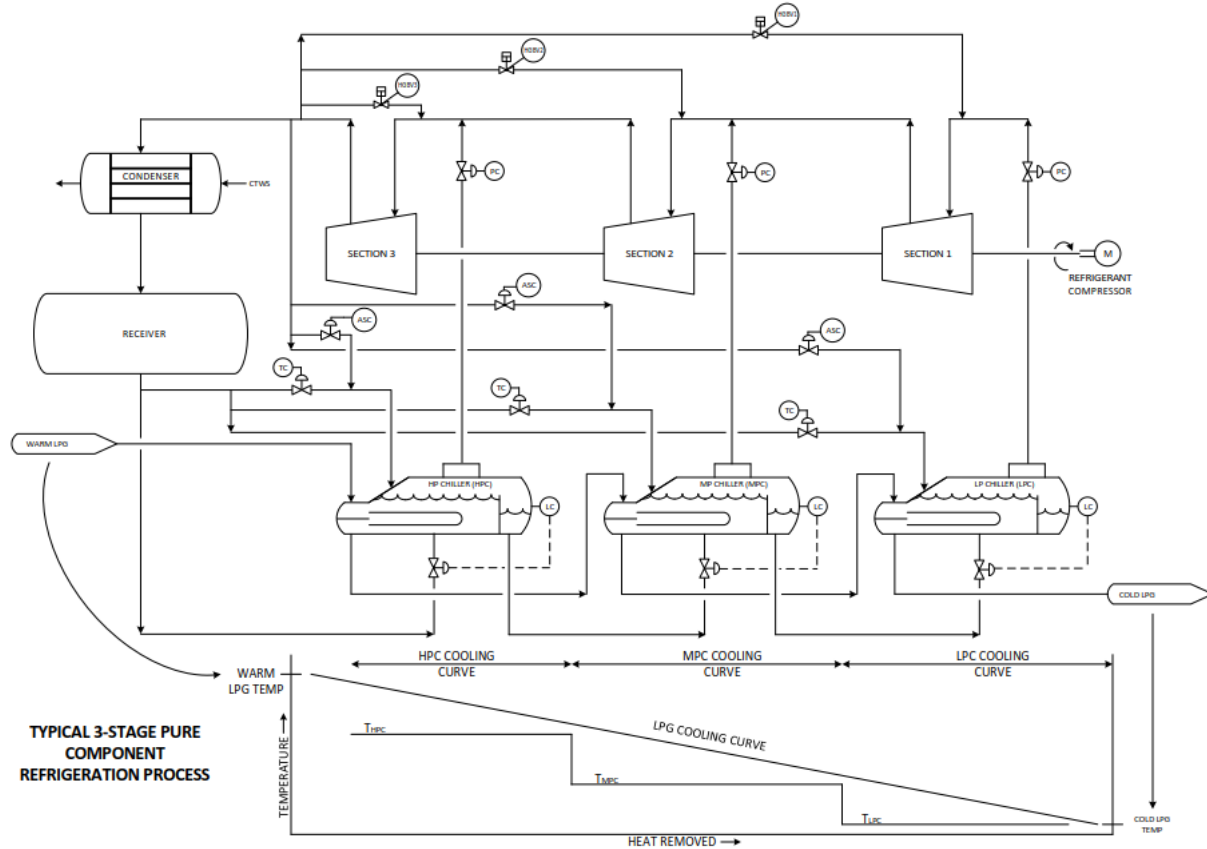 HGBV1
HGBV2
HGBV3
CONDENSER
CTWS
PC
PC
PC
SECTION 3
SECTION 2
SECTION 1
M
REFRIGERANT
COMPRESSOR
ASC
ASC
ASC
RECEIVER
TC
TC
TC
WARM LPG
HP CHILLER (HPC)
MP CHILLER (MPC)
LP CHILLER (LPC)
LC
LC
LC
COLD LPG
HPC COOLING
CURVE
MPC COOLING
CURVE
LPC COOLING
CURVE
WARM
LPG TEMP
LPG COOLING CURVE
TYPICAL 3-STAGE PURE
COMPONENT
REFRIGERATION PROCESS
TEMPERATURE
THPC
TMPC
TLPC
COLD LPG
TEMP
HEAT REMOVED